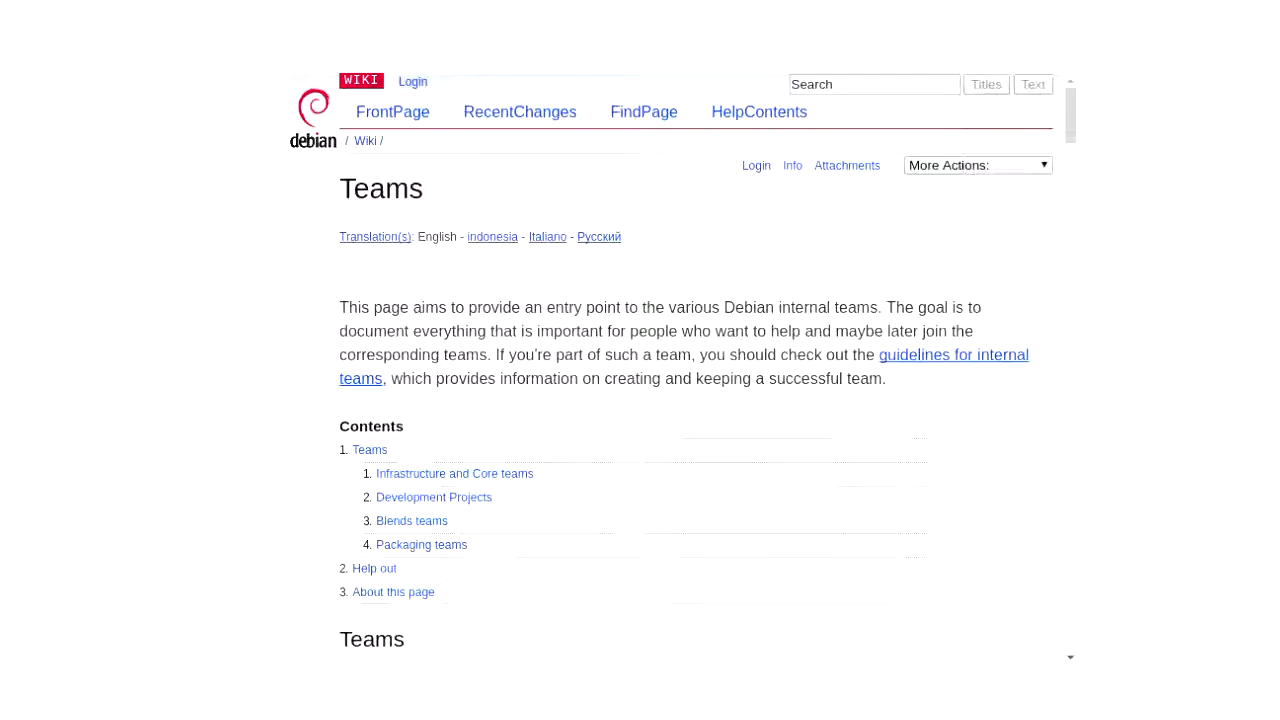 WIKI Login Search Titles Text
FrontPage RecentChanges FindPage HelpContents
debian / Wiki /
Login Info Attachments More Actions:
Teams
Translation(s): English - indonesia - Italiano - Русский
This page aims to provide an entry point to the various Debian internal teams. The goal is to
document everything that is important for people who want to help and maybe later join the
corresponding teams. If you're part of such a team, you should check out the guidelines for internal
teams, which provides information on creating and keeping a successful team.
Contents
1. Teams
1. Infrastructure and Core teams
2. Development Projects
3. Blends teams
4. Packaging teams
2. Help out
3. About this page
Teams